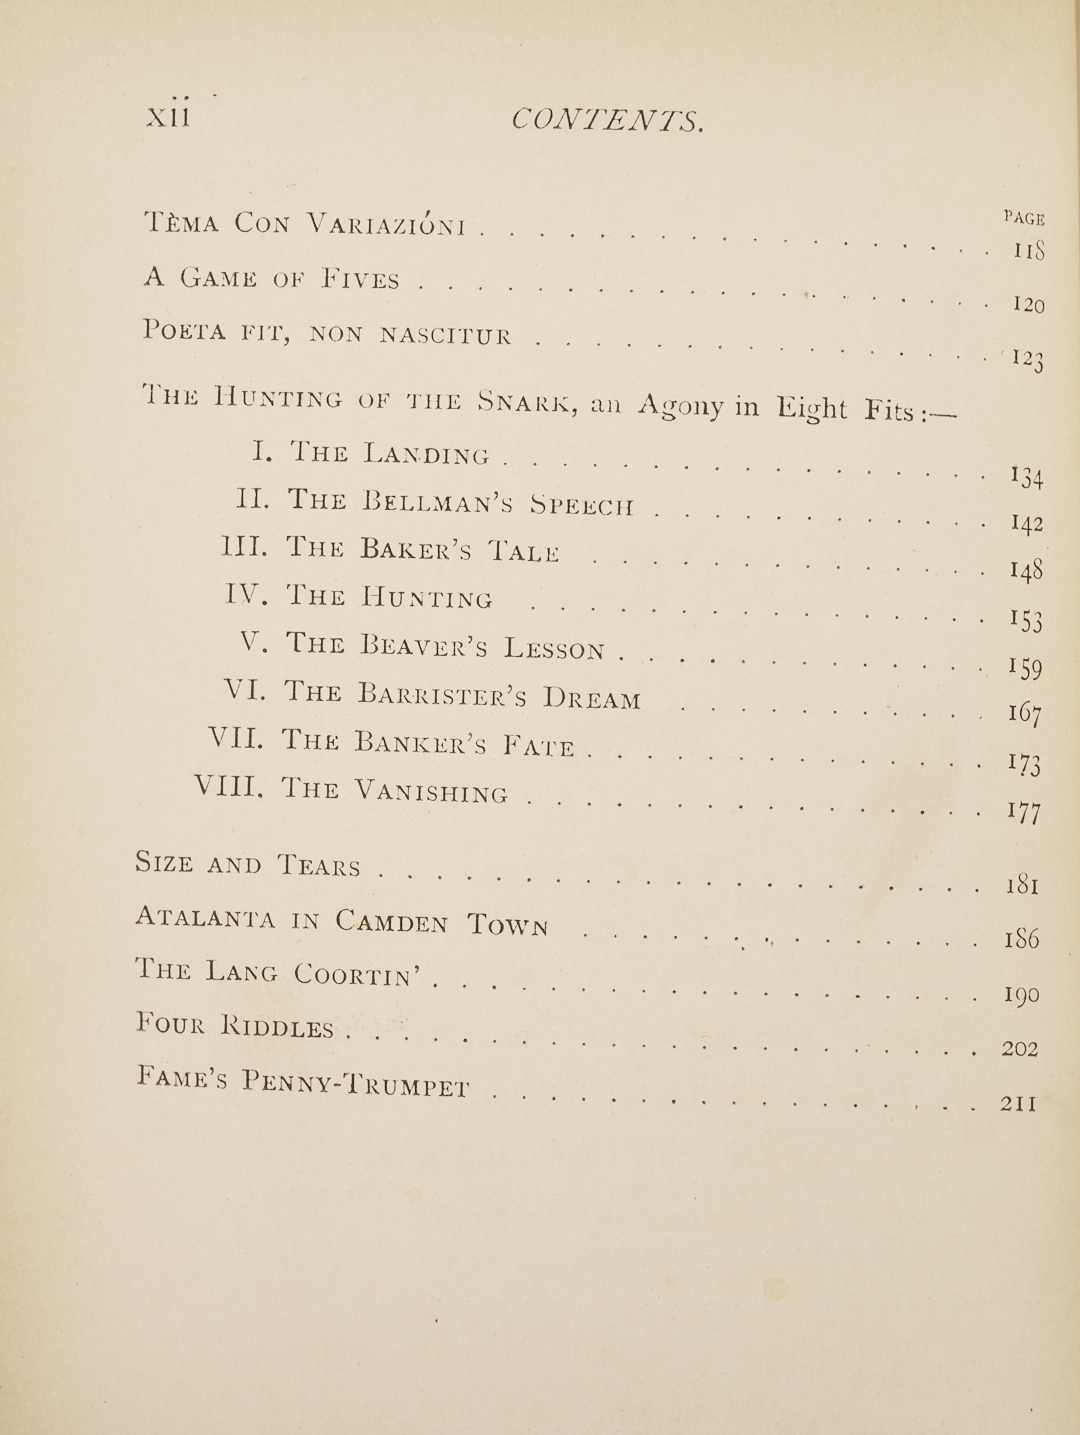 xii CONTENTS.
PAGE
Tèma Con Variazióni . . . . . . . . . . . . . . . . . . 118
A Game of Fives . . . . . . . . . . . . . . . . . . . . 120
Poeta fit, non nascitur . . . . . . . . . . . . . . . . 123
The Hunting of the Snark, an Agony in Eight Fits:—
I. The Landing . . . . . . . . . . . . . . . . . 134
II. The Bellman's Speech . . . . . . . . . . . . 142
III. The Baker's Tale . . . . . . . . . . . . . . 148
IV. The Hunting . . . . . . . . . . . . . . . . 153
V. The Beaver's Lesson . . . . . . . . . . . . . 159
VI. The Barrister's Dream . . . . . . . . . . . 167
VII. The Banker's Fate . . . . . . . . . . . . . . 173
VIII. The Vanishing . . . . . . . . . . . . . . . . 177
Size and Tears . . . . . . . . . . . . . . . . . . . . . 181
Atalanta in Camden Town . . . . . . . . . . . . . . 186
The Lang Coortin' . . . . . . . . . . . . . . . . . . . 190
Four Riddles . . . . . . . . . . . . . . . . . . . . . . 202
Fame's Penny-Trumpet . . . . . . . . . . . . . . . . . 211